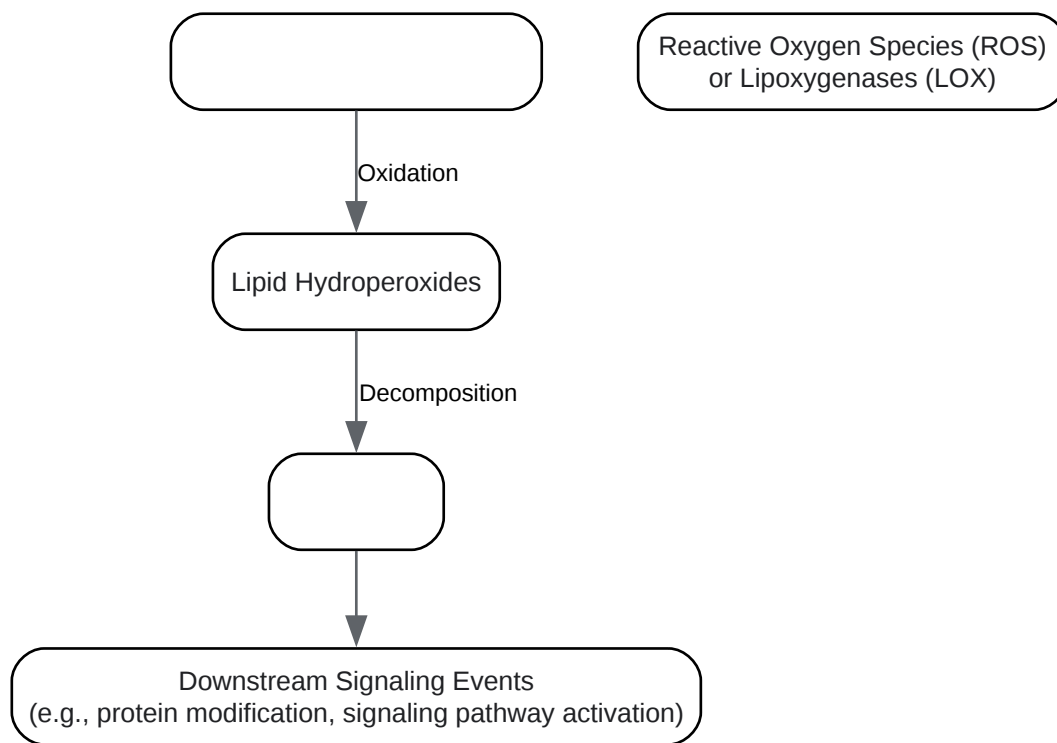 Reactive Oxygen Species (ROS)
or Lipoxygenases (LOX)
Oxidation
Lipid Hydroperoxides
Decomposition
Downstream Signaling Events
(e.g., protein modification, signaling pathway activation)